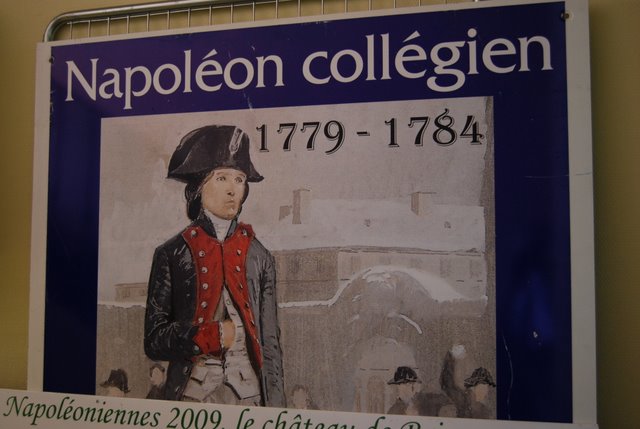 Napoléon collégien
1779 - 1784
Napoléoniennes 2009, le château de